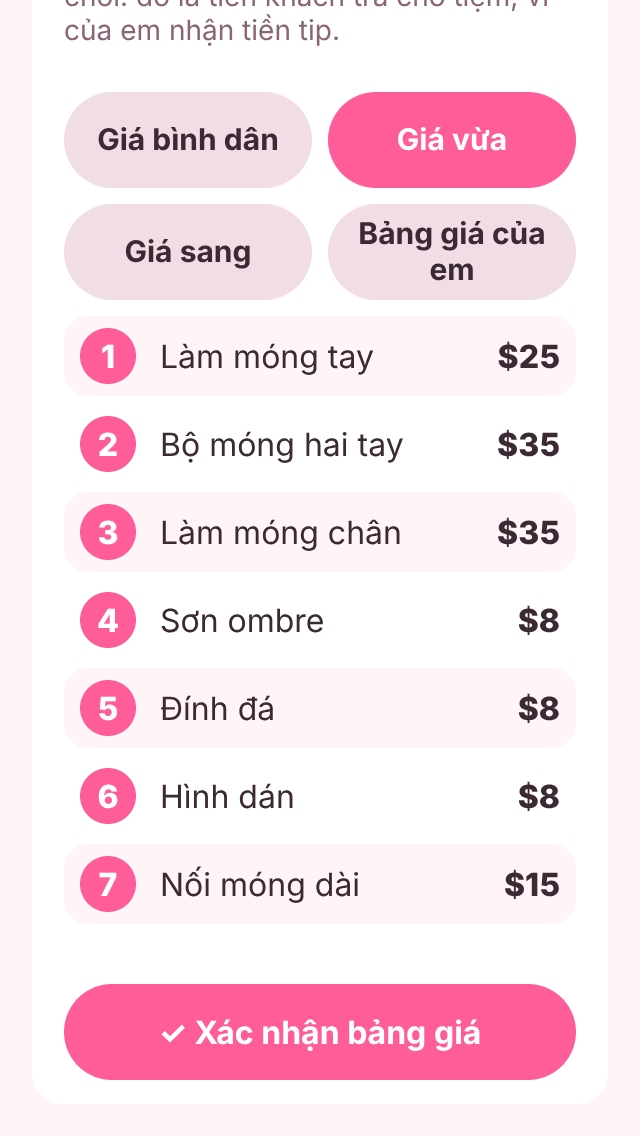 của em nhận tiền tip.
Giá bình dân
Giá vừa
Giá sang
Bảng giá của
em
1 Làm móng tay $25
2 Bộ móng hai tay $35
3 Làm móng chân $35
4 Sơn ombre $8
5 Đính đá $8
6 Hình dán $8
7 Nối móng dài $15
✓ Xác nhận bảng giá